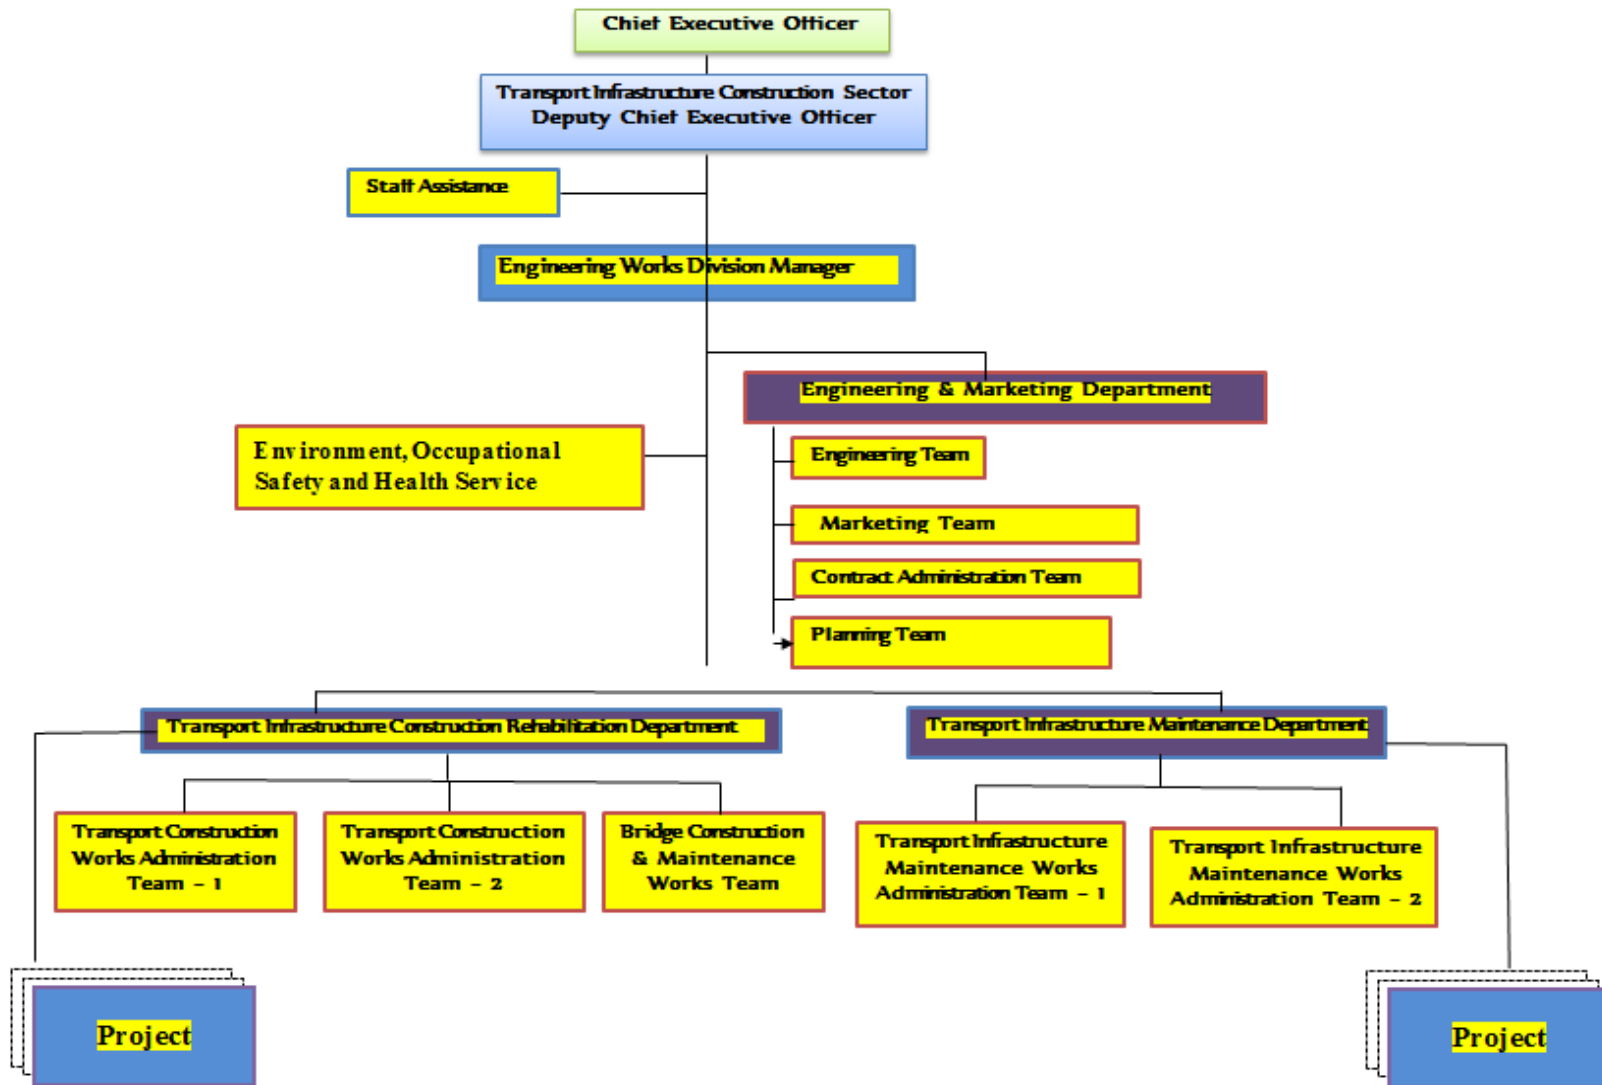 Chief Executive Officer
Transport Infrastructure Construction Sector
Deputy Chief Executive Officer
Staff Assistance
Engineering Works Division Manager
Engineering & Marketing Department
Environment, Occupational
Safety and Health Service
Engineering Team
Marketing Team
Contract Administration Team
Planning Team
Transport Infrastructure Construction Rehabilitation Department
Transport Infrastructure Maintenance Department
Transport Construction
Works Administration
Team - 1
Transport Construction
Works Administration
Team - 2
Bridge Construction
& Maintenance
Works Team
Transport Infrastructure
Maintenance Works
Administration Team - 1
Transport Infrastructure
Maintenance Works
Administration Team - 2
Project
Project